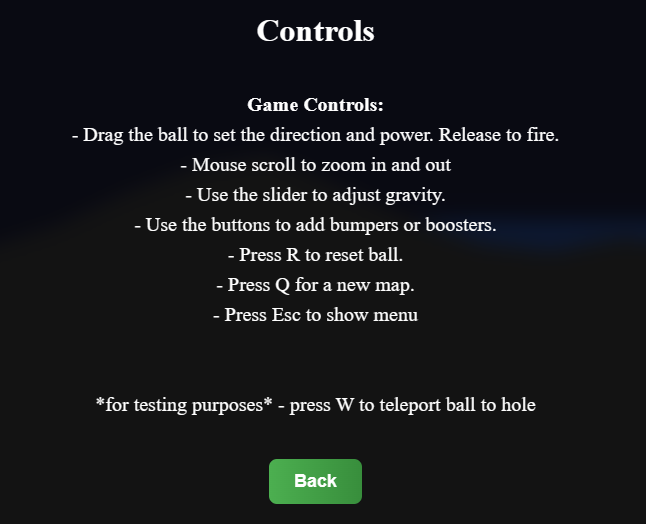 Controls
Game Controls:
- Drag the ball to set the direction and power. Release to fire.
- Mouse scroll to zoom in and out
- Use the slider to adjust gravity.
- Use the buttons to add bumpers or boosters.
- Press R to reset ball.
- Press Q for a new map.
- Press Esc to show menu
*for testing purposes* - press W to teleport ball to hole
Back